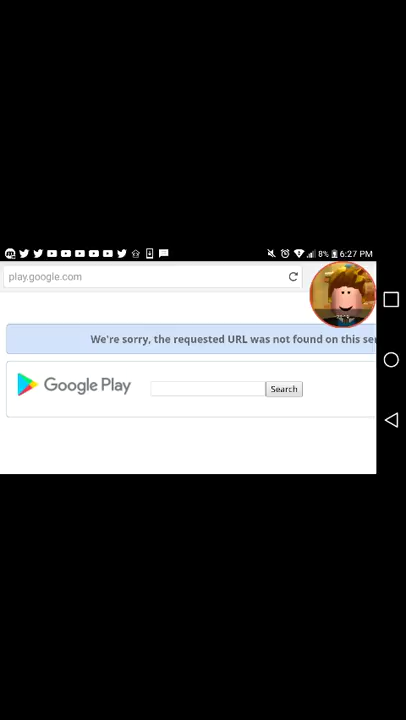 8% 6:27 PM
play.google.com
We're sorry, the requested URL was not found on this ser
Google Play
Search